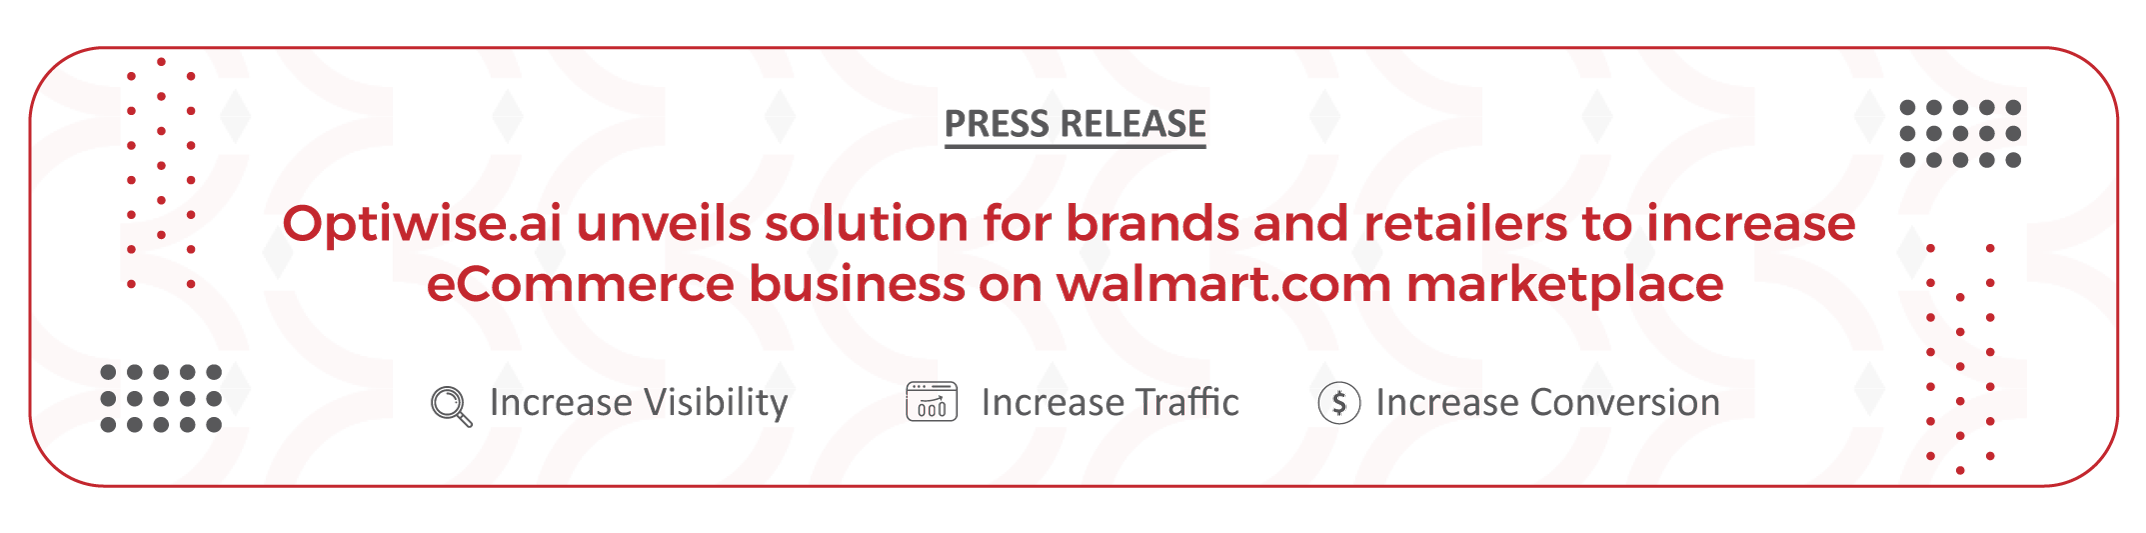 PRESS RELEASE
Optiwise.ai unveils solution for brands and retailers to increase
eCommerce business on walmart.com marketplace
Increase Visibility
Increase Traffic
$ Increase Conversion